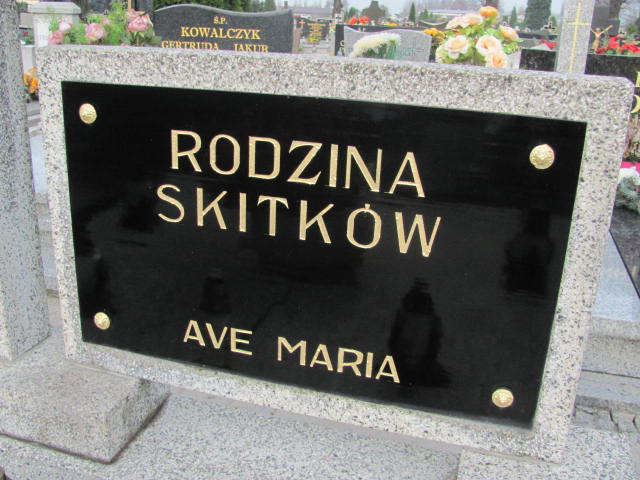 Ś.P.
KOWALCZYK
GERTRUDA JAKUB
RODZINA
SKITKÓW
AVE MARIA